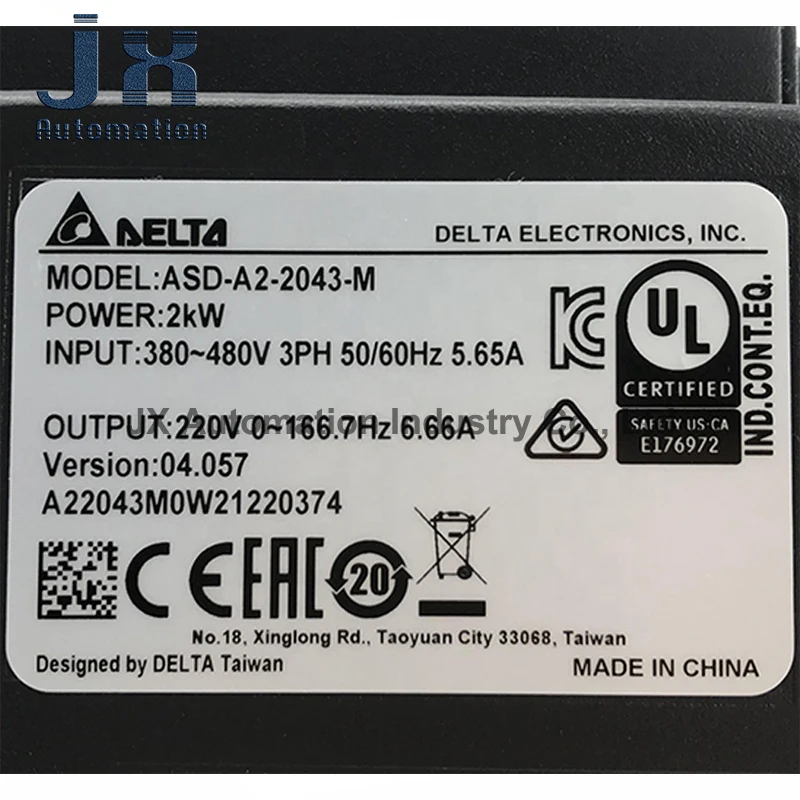 JX
Automation
DELTA
DELTA ELECTRONICS, INC.
MODEL:ASD-A2-2043-M
POWER:2kW
INPUT:380~480V 3PH 50/60Hz 5.65A
OUTPUT:220V 0~166.7Hz 6.66A
JX Automation Industry Co.,
Version:04.057
A22043M0W21220374
UL
CERTIFIED
SAFETY US·CA
E176972
IND.CONT.EQ.
CE EAC 20
No.18, Xinglong Rd., Taoyuan City 33068, Taiwan
Designed by DELTA Taiwan
MADE IN CHINA